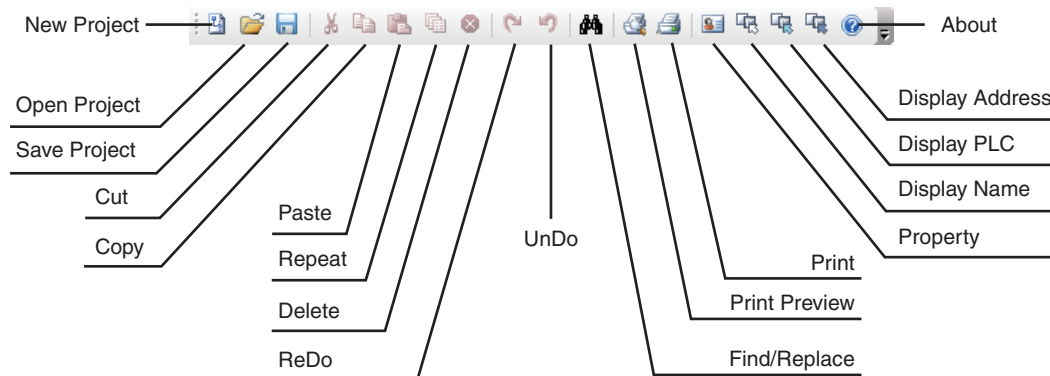 New Project
About
Open Project
Save Project
Cut
Copy
Paste
Repeat
Delete
ReDo
UnDo
Display Address
Display PLC
Display Name
Property
Print
Print Preview
Find/Replace